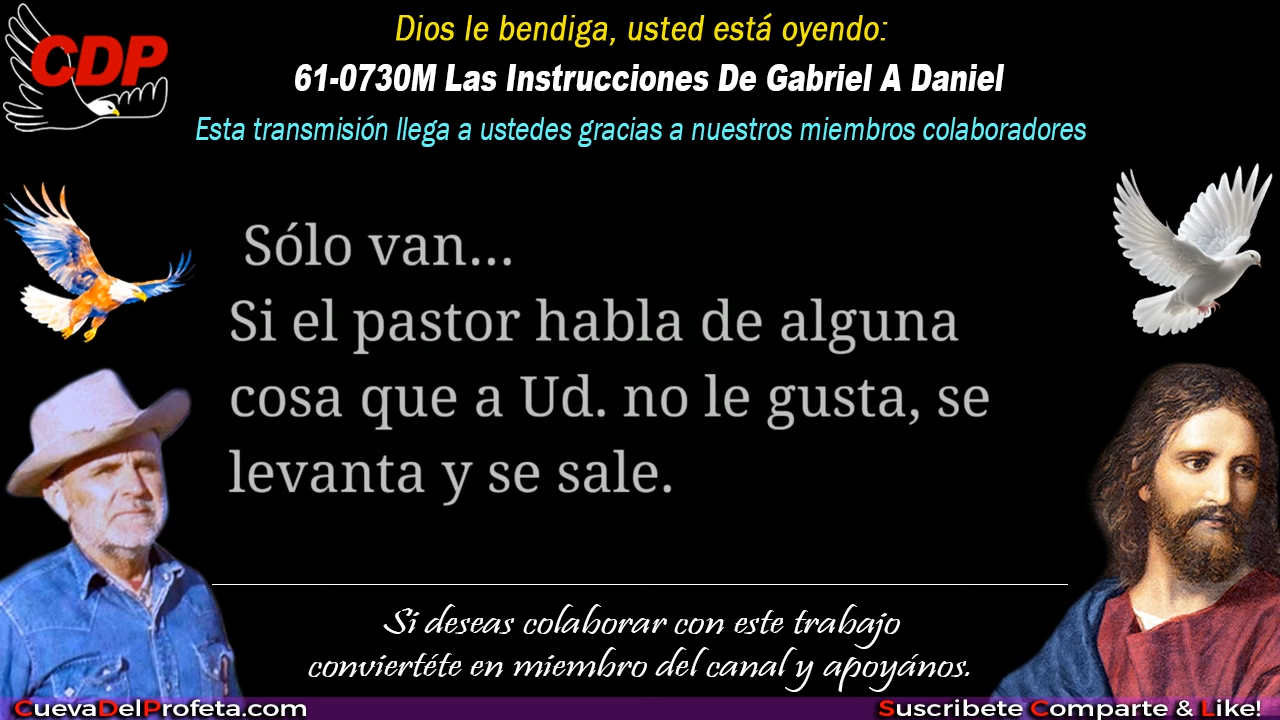 CDP
Dios le bendiga, usted está oyendo:
61-0730M Las Instrucciones De Gabriel A Daniel
Esta transmisión llega a ustedes gracias a nuestros miembros colaboradores
Sólo van...
Si el pastor habla de alguna
cosa que a Ud. no le gusta, se
levanta y se sale.
Si deseas colaborar con este trabajo
conviertéte en miembro del canal y apoyános.
CuevaDelProfeta.com
Suscribete Comparte & Like!